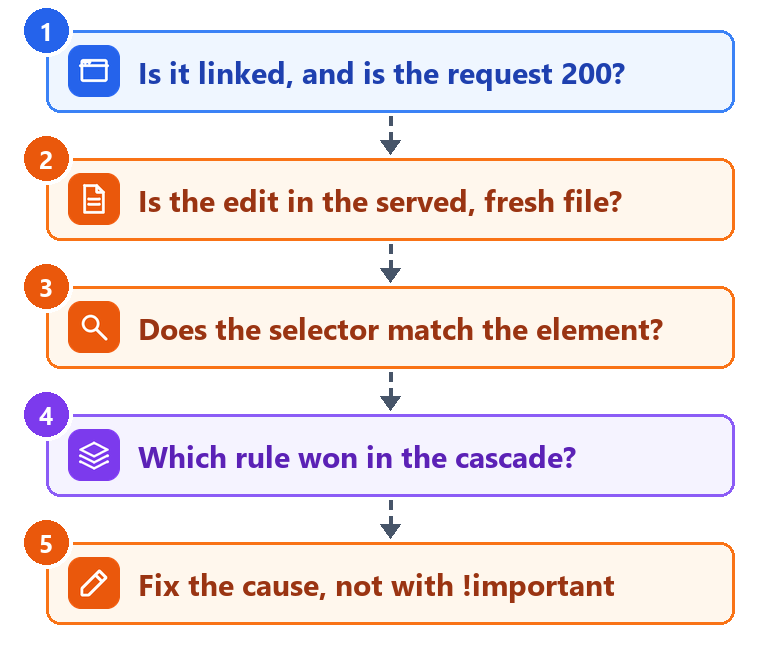 1
Is it linked, and is the request 200?
2
Is the edit in the served, fresh file?
3
Does the selector match the element?
4
Which rule won in the cascade?
5
Fix the cause, not with !important